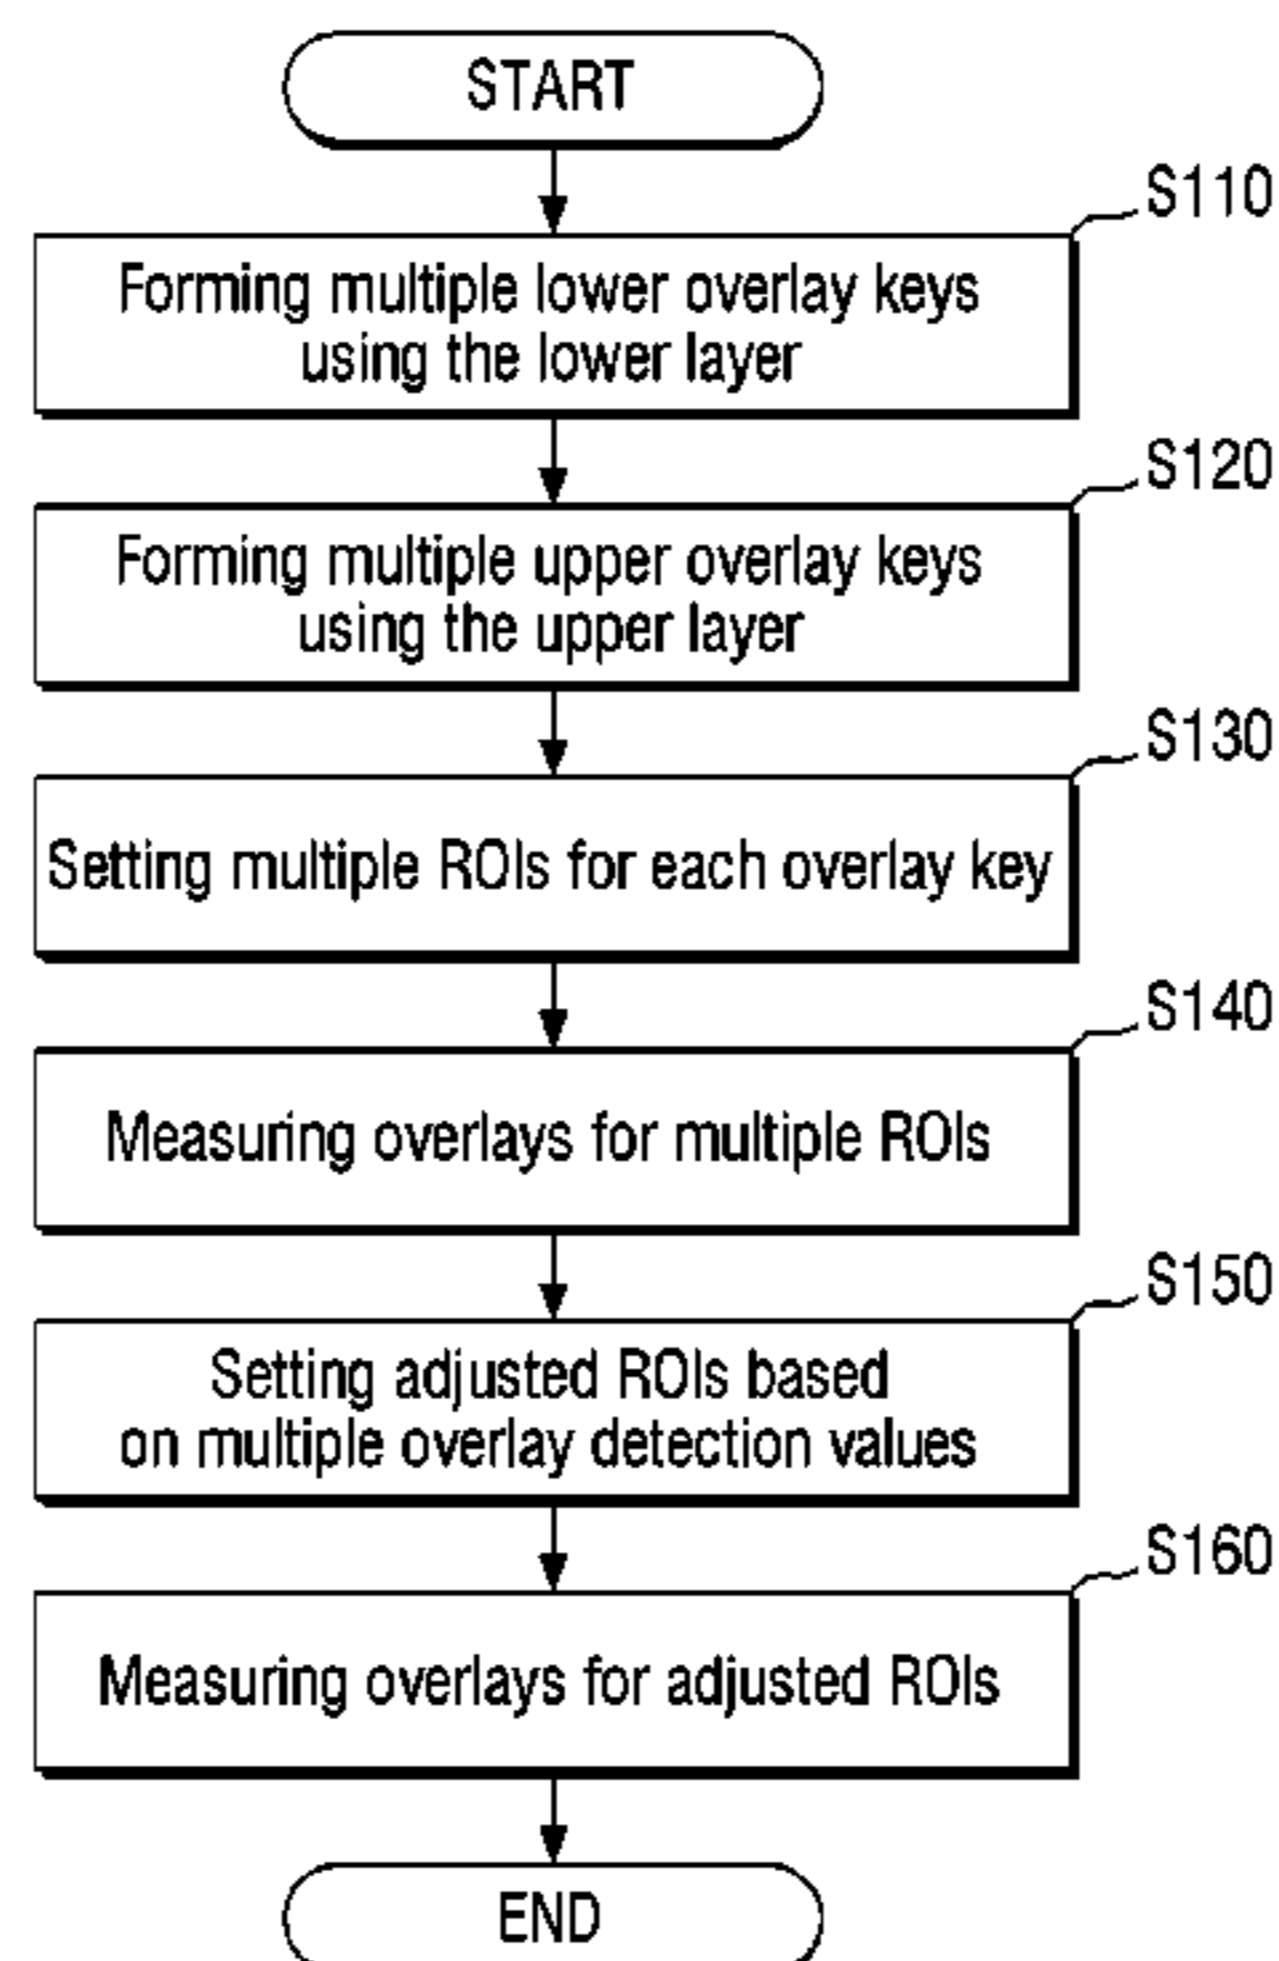 START
S110
Forming multiple lower overlay keys
using the lower layer
S120
Forming multiple upper overlay keys
using the upper layer
S130
Setting multiple ROIs for each overlay key
S140
Measuring overlays for multiple ROIs
S150
Setting adjusted ROIs based
on multiple overlay detection values
S160
Measuring overlays for adjusted ROIs
END